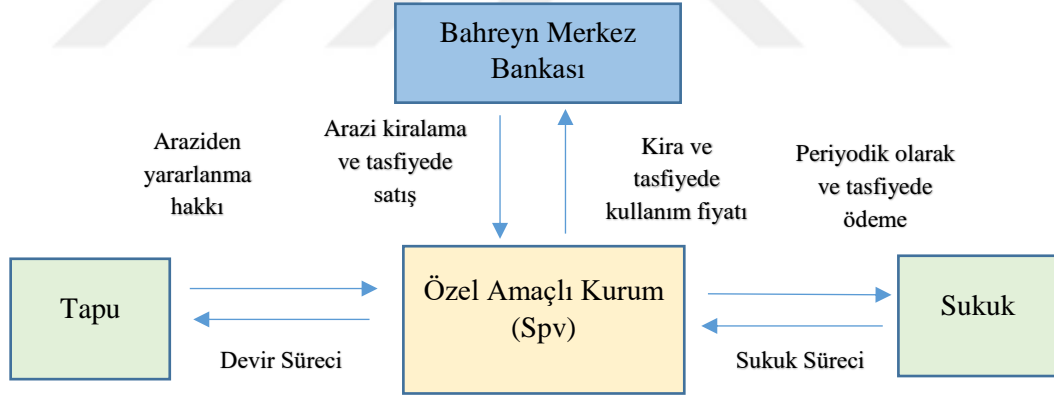 Bahreyn Merkez
Bankası
Araziden
yararlanma
hakkı
Arazi kiralama
ve tasfiyede
satış
Kira ve
tasfiyede
kullanım fiyatı
Periyodik olarak
ve tasfiyede
ödeme
Tapu
Özel Amaçlı Kurum
(Spv)
Sukuk
Devir Süreci
Sukuk Süreci